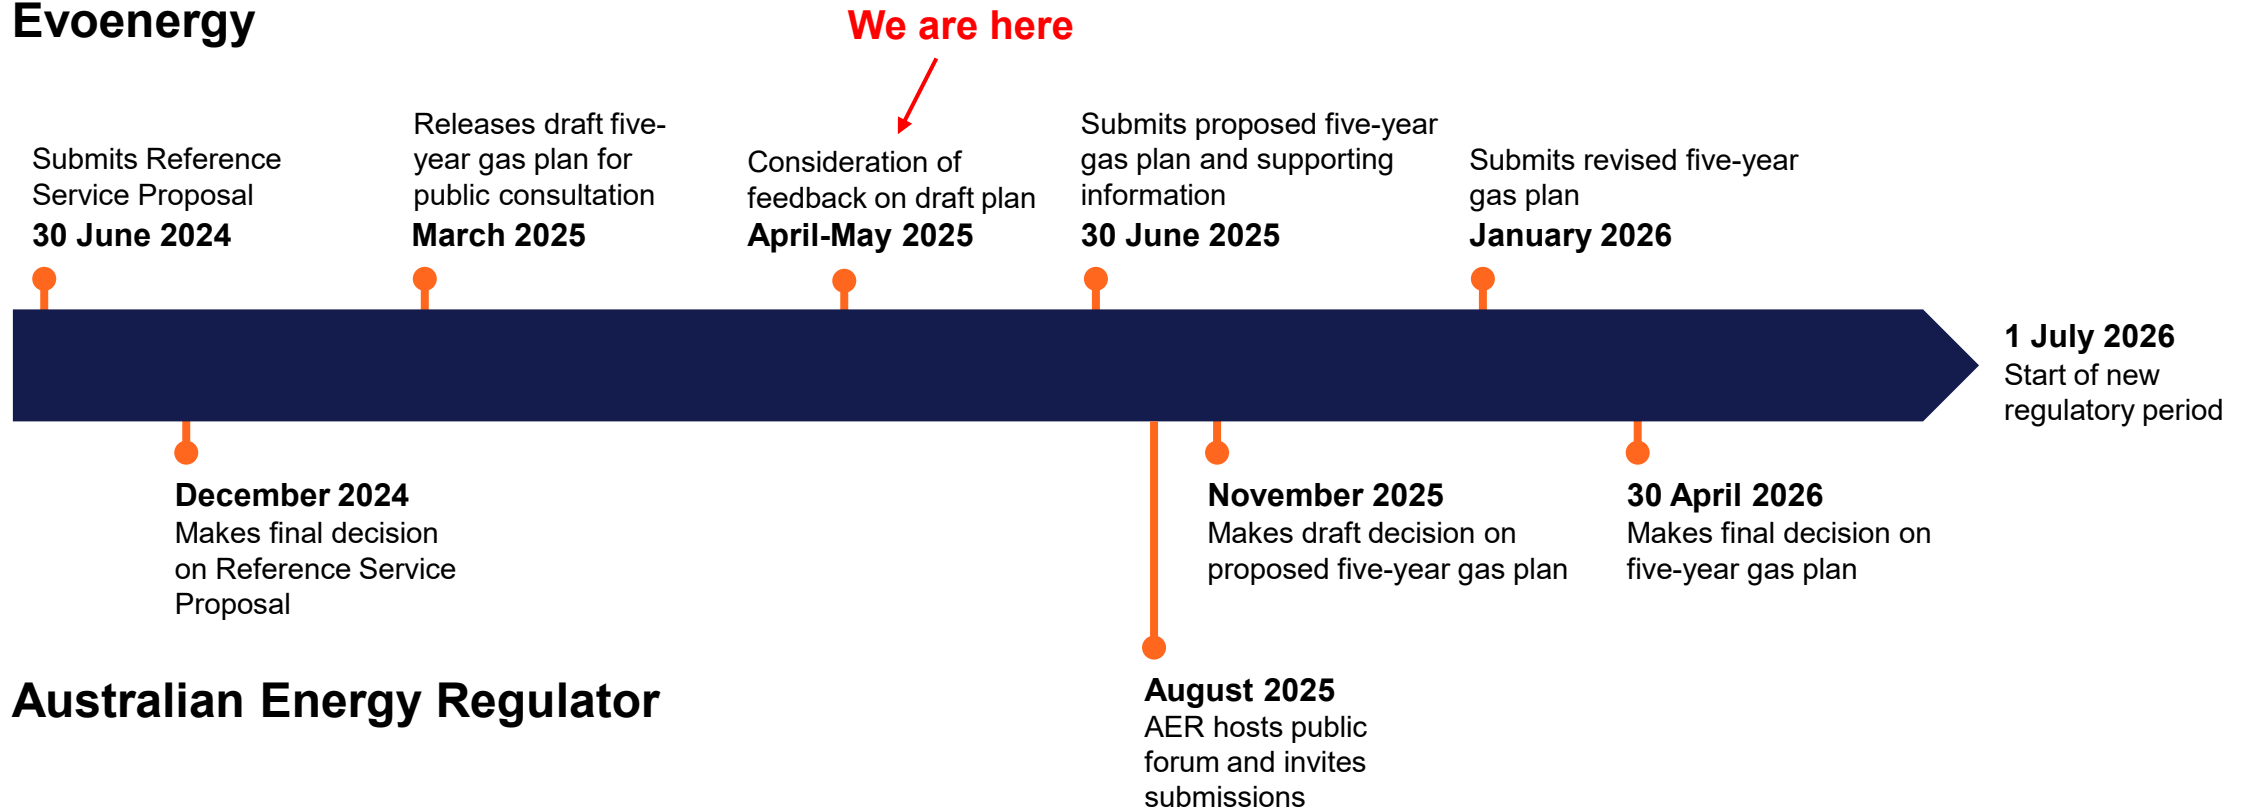 Evoenergy
We are here
Submits Reference
Service Proposal
30 June 2024
Releases draft five-
year gas plan for
public consultation
March 2025
Consideration of
feedback on draft plan
April-May 2025
Submits proposed five-year
gas plan and supporting
information
30 June 2025
Submits revised five-year
gas plan
January 2026
1 July 2026
Start of new
regulatory period
December 2024
Makes final decision
on Reference Service
Proposal
November 2025
Makes draft decision on
proposed five-year gas plan
30 April 2026
Makes final decision on
five-year gas plan
Australian Energy Regulator
August 2025
AER hosts public
forum and invites
submissions